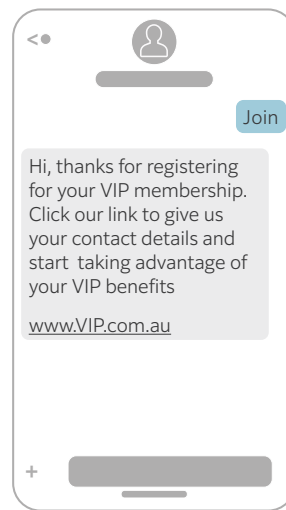 Join
Hi, thanks for registering
for your VIP membership.
Click our link to give us
your contact details and
start  taking advantage of
your VIP benefits
www.VIP.com.au